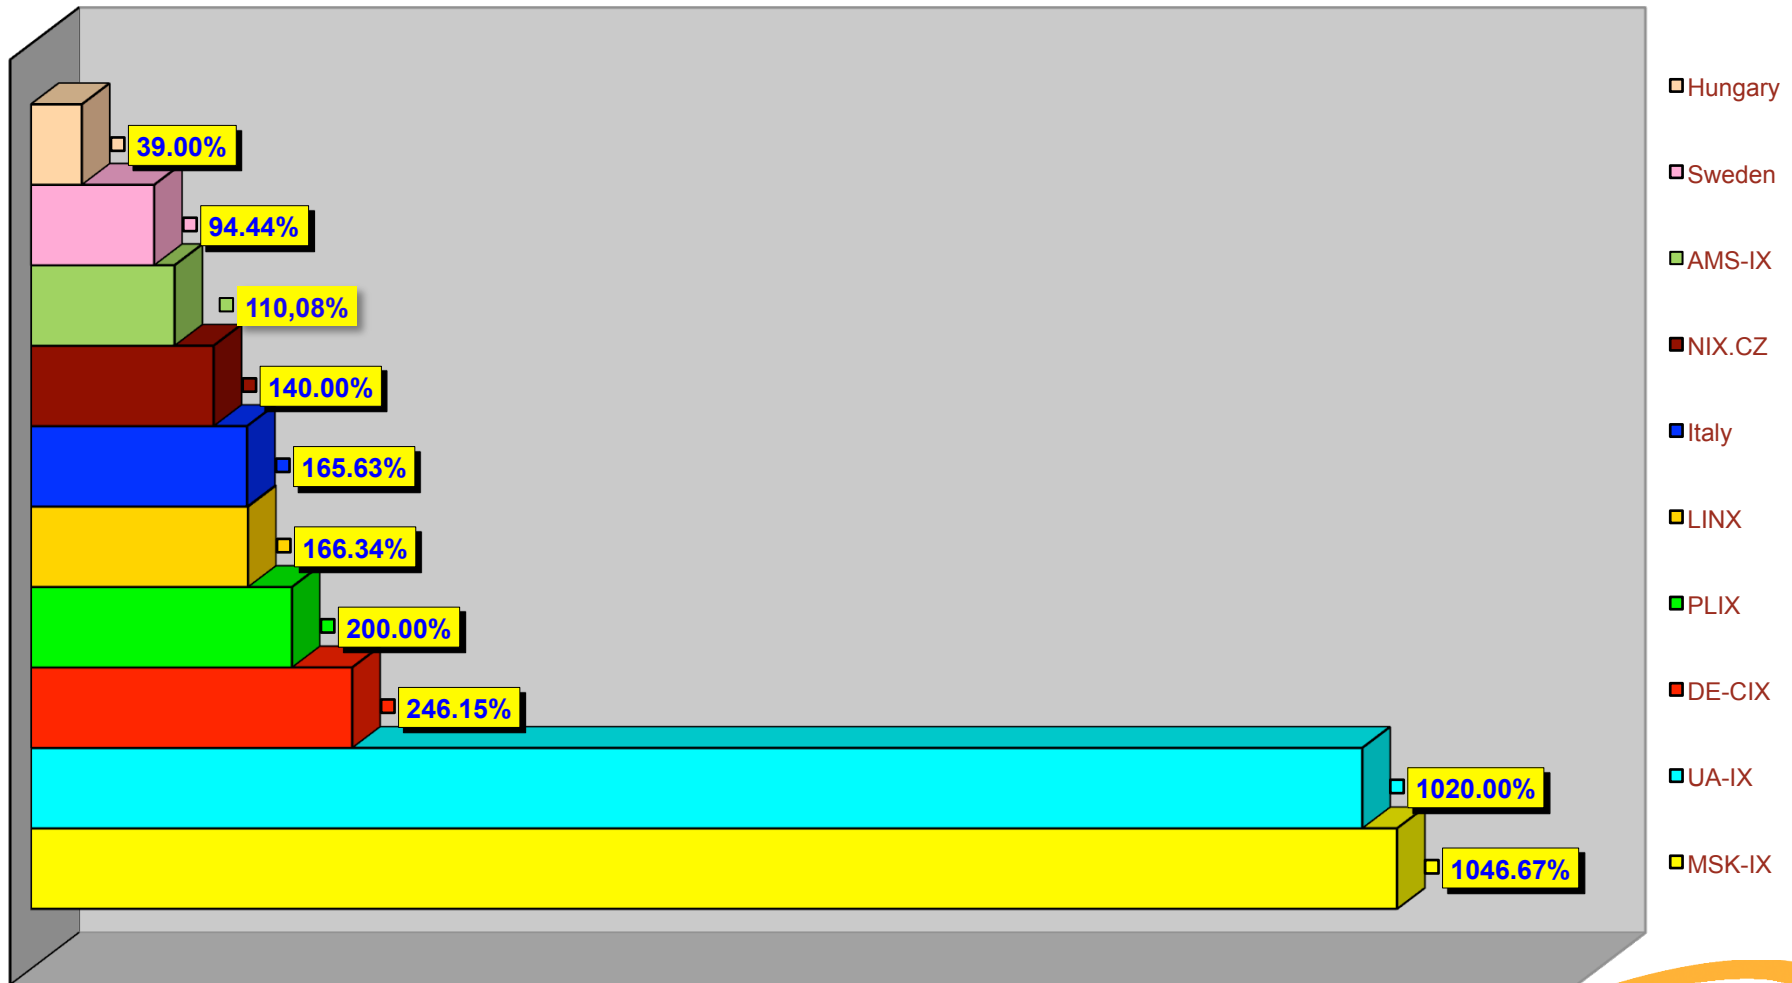 Hungary
39.00%
Sweden
94.44%
AMS-IX
110,08%
NIX.CZ
140.00%
Italy
165.63%
LINX
166.34%
PLIX
200.00%
DE-CIX
246.15%
UA-IX
1020.00%
MSK-IX
1046.67%